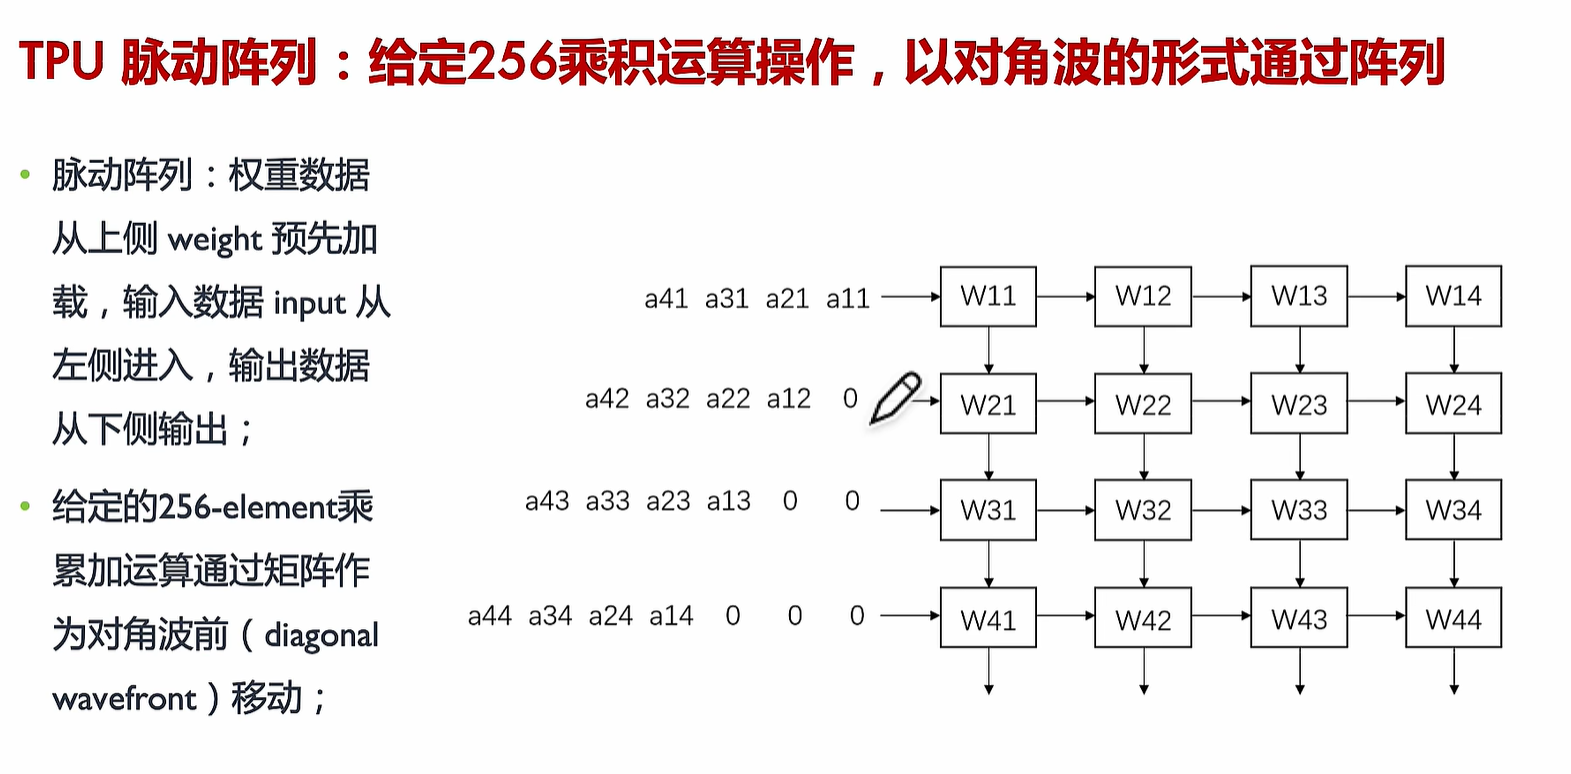 TPU 脉动阵列：给定256乘积运算操作，以对角波的形式通过阵列
• 脉动阵列：权重数据
从上侧 weight 预先加
载，输入数据 input 从
左侧进入，输出数据
从下侧输出；
• 给定的256-element乘
累加运算通过矩阵作
为对角波前（diagonal
wavefront）移动；
a41 a31 a21 a11 W11 W12 W13 W14
a42 a32 a22 a12 0 W21 W22 W23 W24
a43 a33 a23 a13 0 0 W31 W32 W33 W34
a44 a34 a24 a14 0 0 0 W41 W42 W43 W44